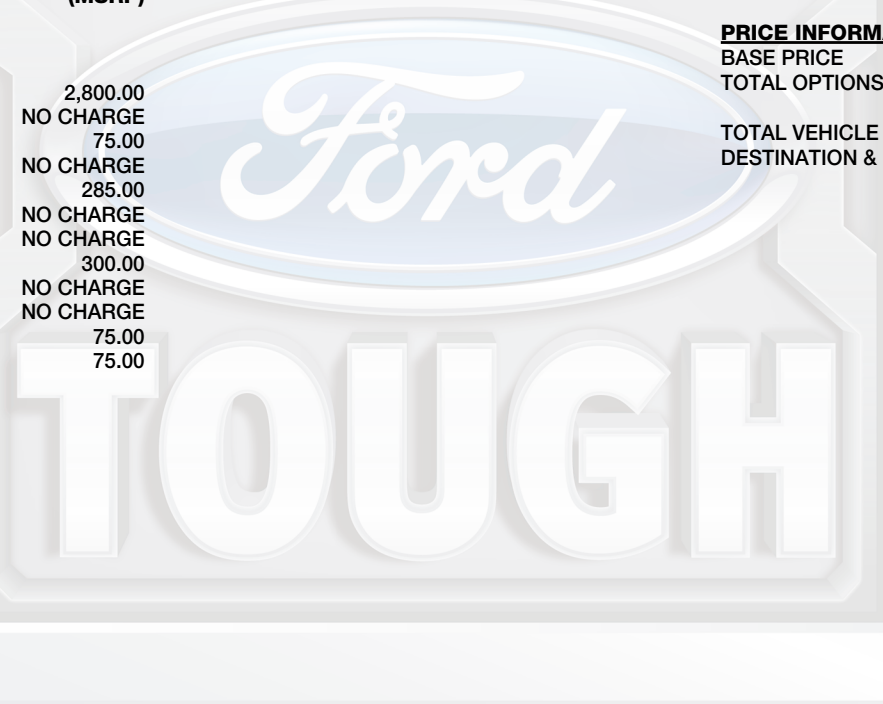 (MSRP)
2,800.00
NO CHARGE
75.00
NO CHARGE
285.00
NO CHARGE
NO CHARGE
300.00
NO CHARGE
NO CHARGE
75.00
75.00
PRICE INFORMA
BASE PRICE
TOTAL OPTIONS
TOTAL VEHICLE
DESTINATION &
Ford
TOUGH